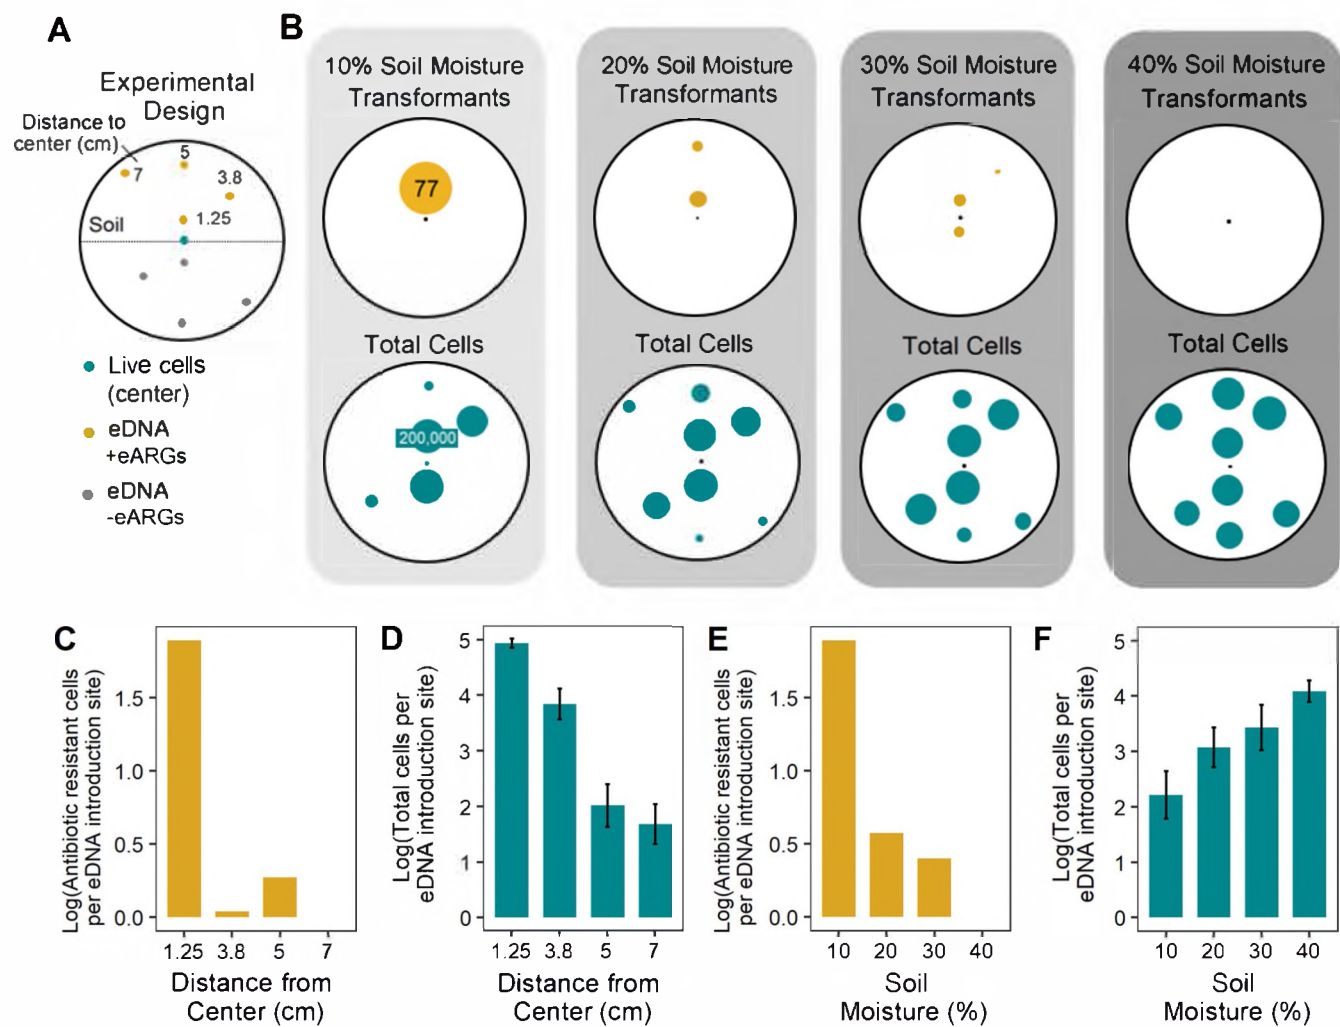 A
Experimental
Design
Distance to
center (cm)
5
7
3.8
1.25
Soil
Live cells
(center)
eDNA
+eARGs
eDNA
-eARGs
B
10% Soil Moisture
Transformants
77
Total Cells
200,000
20% Soil Moisture
Transformants
Total Cells
30% Soil Moisture
Transformants
Total Cells
40% Soil Moisture
Transformants
Total Cells
C
Log(Antibiotic resistant cells
per eDNA introduction site)
1.5
1.0
0.5
0.0
1.25 3.8 5 7
Distance from
Center (cm)
D
Log(Total cells per
eDNA introduction site)
5
4
3
2
1
0
1.25 3.8 5 7
Distance from
Center (cm)
E
Log(Antibiotic resistant cells
per eDNA introduction site)
1.5
1.0
0.5
0.0
10 20 30 40
Soil
Moisture (%)
F
Log(Total cells per
eDNA introduction site)
5
4
3
2
1
0
10 20 30 40
Soil
Moisture (%)